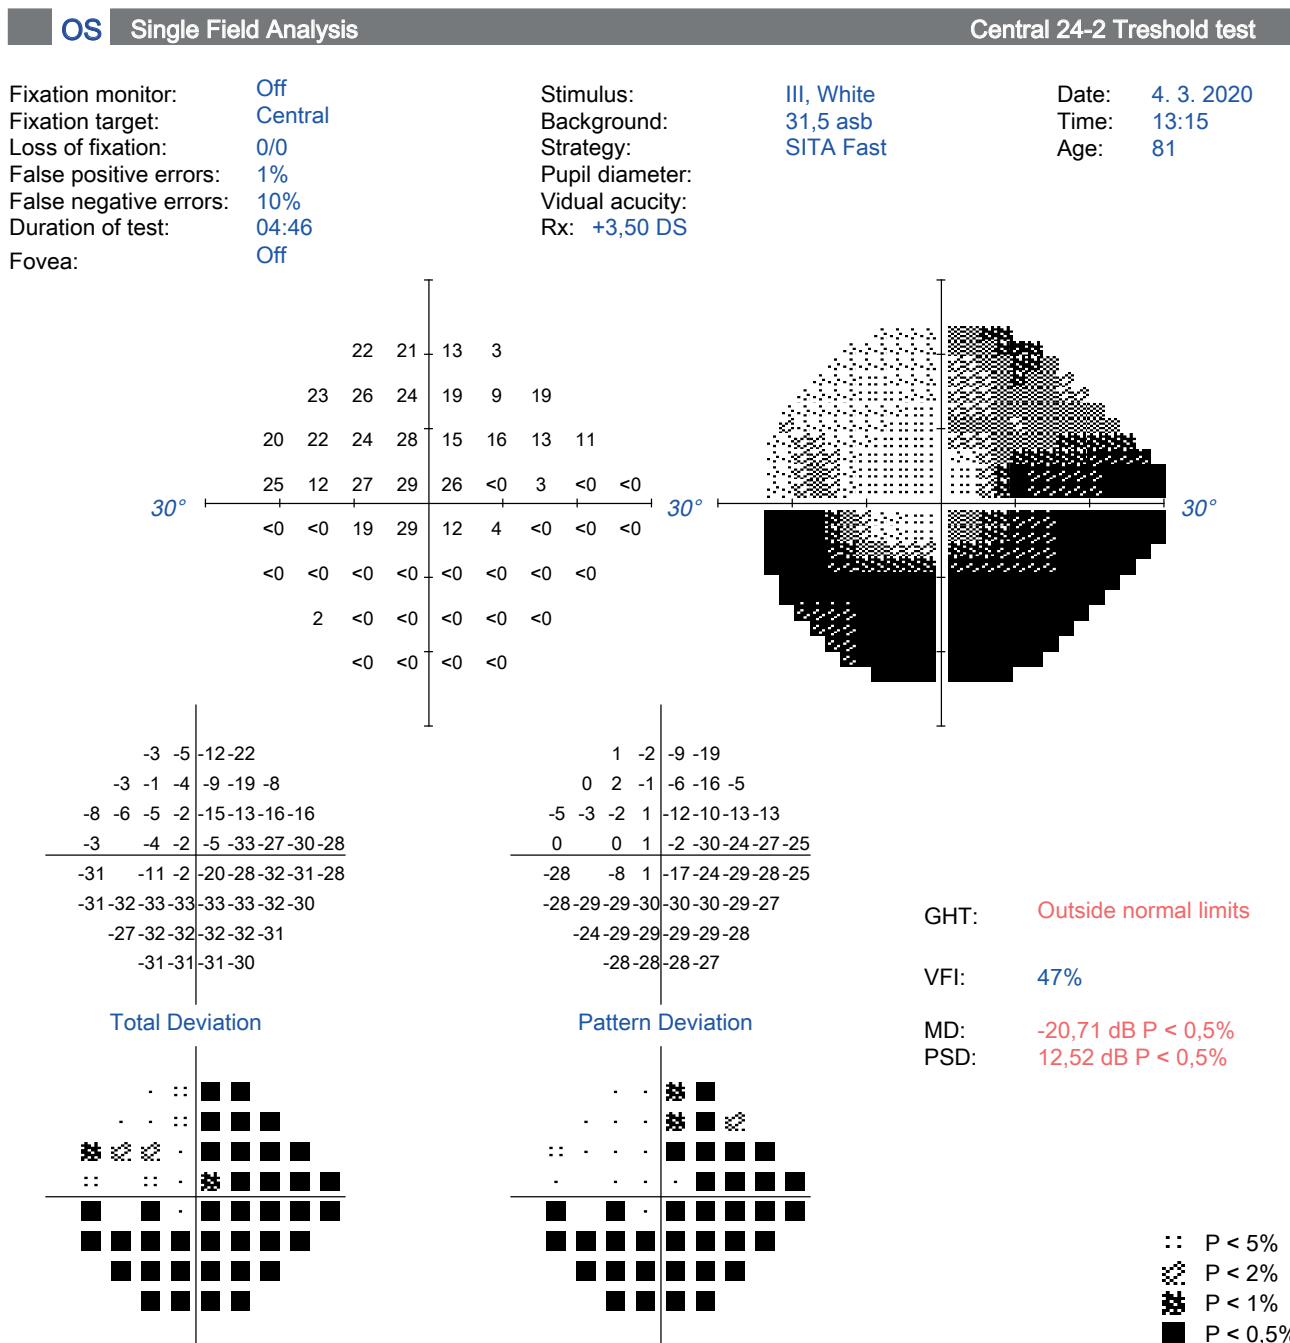 OS Single Field Analysis Central 24-2 Treshold test
Fixation monitor: Off Stimulus: III, White Date: 4. 3. 2020
Fixation target: Central Background: 31,5 asb Time: 13:15
Loss of fixation: 0/0 Strategy: SITA Fast Age: 81
False positive errors: 1% Pupil diameter:
False negative errors: 10% Vidual acucity:
Duration of test: 04:46 Rx: +3,50 DS
Fovea: Off
22 21 13 3
23 26 24 19 9 19
20 22 24 28 15 16 13 11
25 12 27 29 26 <0 3 <0 <0
30° 30° 30°
<0 <0 19 29 12 4 <0 <0 <0
<0 <0 <0 <0 <0 <0 <0 <0
2 <0 <0 <0 <0 <0
<0 <0 <0 <0
-3 -5 -12 -22 1 -2 -9 -19
-3 -1 -4 -9 -19 -8 0 2 -1 -6 -16 -5
-8 -6 -5 -2 -15 -13 -16 -16 -5 -3 -2 1 -12 -10 -13 -13
-3 -4 -2 -5 -33 -27 -30 -28 0 0 1 -2 -30 -24 -27 -25
-31 -11 -2 -20 -28 -32 -31 -28 -28 -8 1 -17 -24 -29 -28 -25
-31 -32 -33 -33 -33 -33 -32 -30 -28 -29 -29 -30 -30 -30 -29 -27
-27 -32 -32 -32 -32 -31 -24 -29 -29 -29 -29 -28
-31 -31 -31 -30 -28 -28 -28 -27
GHT: Outside normal limits
VFI: 47%
Total Deviation Pattern Deviation
MD: -20,71 dB P < 0,5%
PSD: 12,52 dB P < 0,5%
P < 5%
P < 2%
P < 1%
P < 0,5%